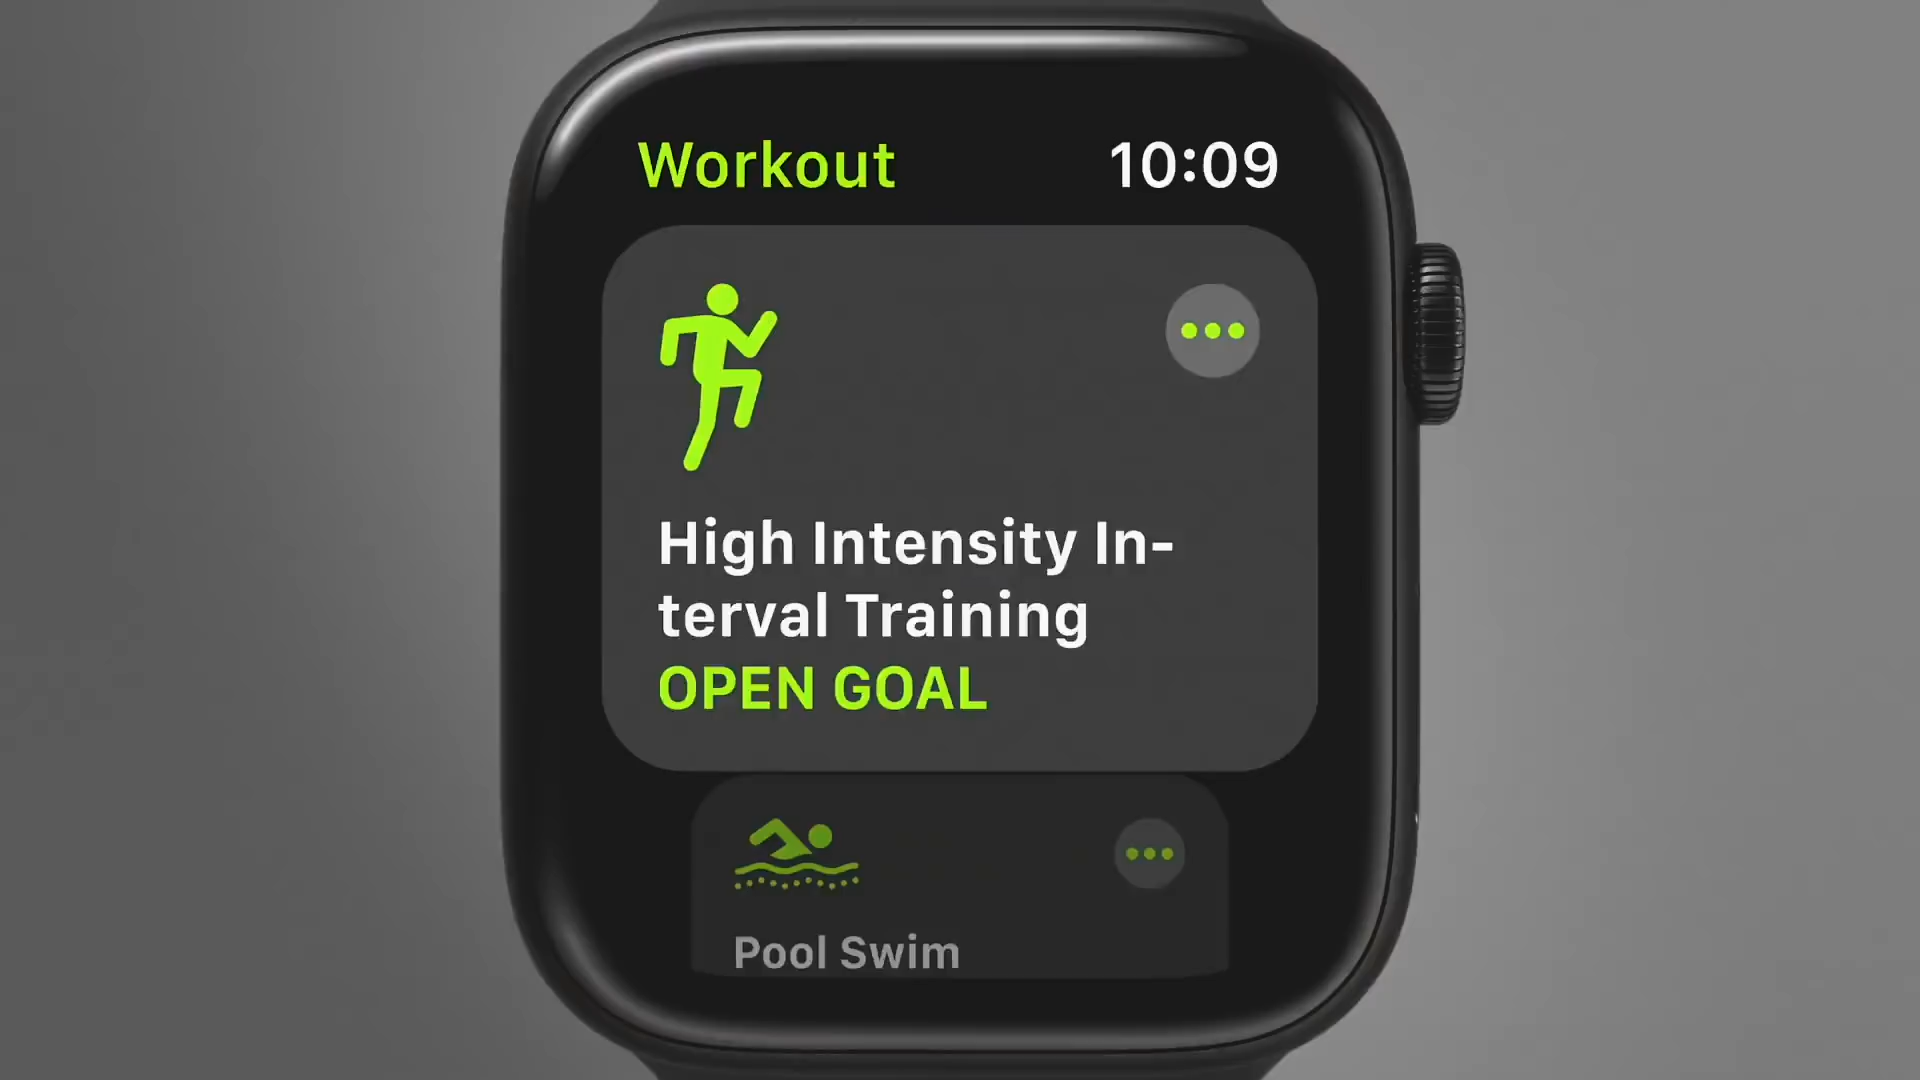 Workout 10:09
High Intensity In-
terval Training
OPEN GOAL
Pool Swim